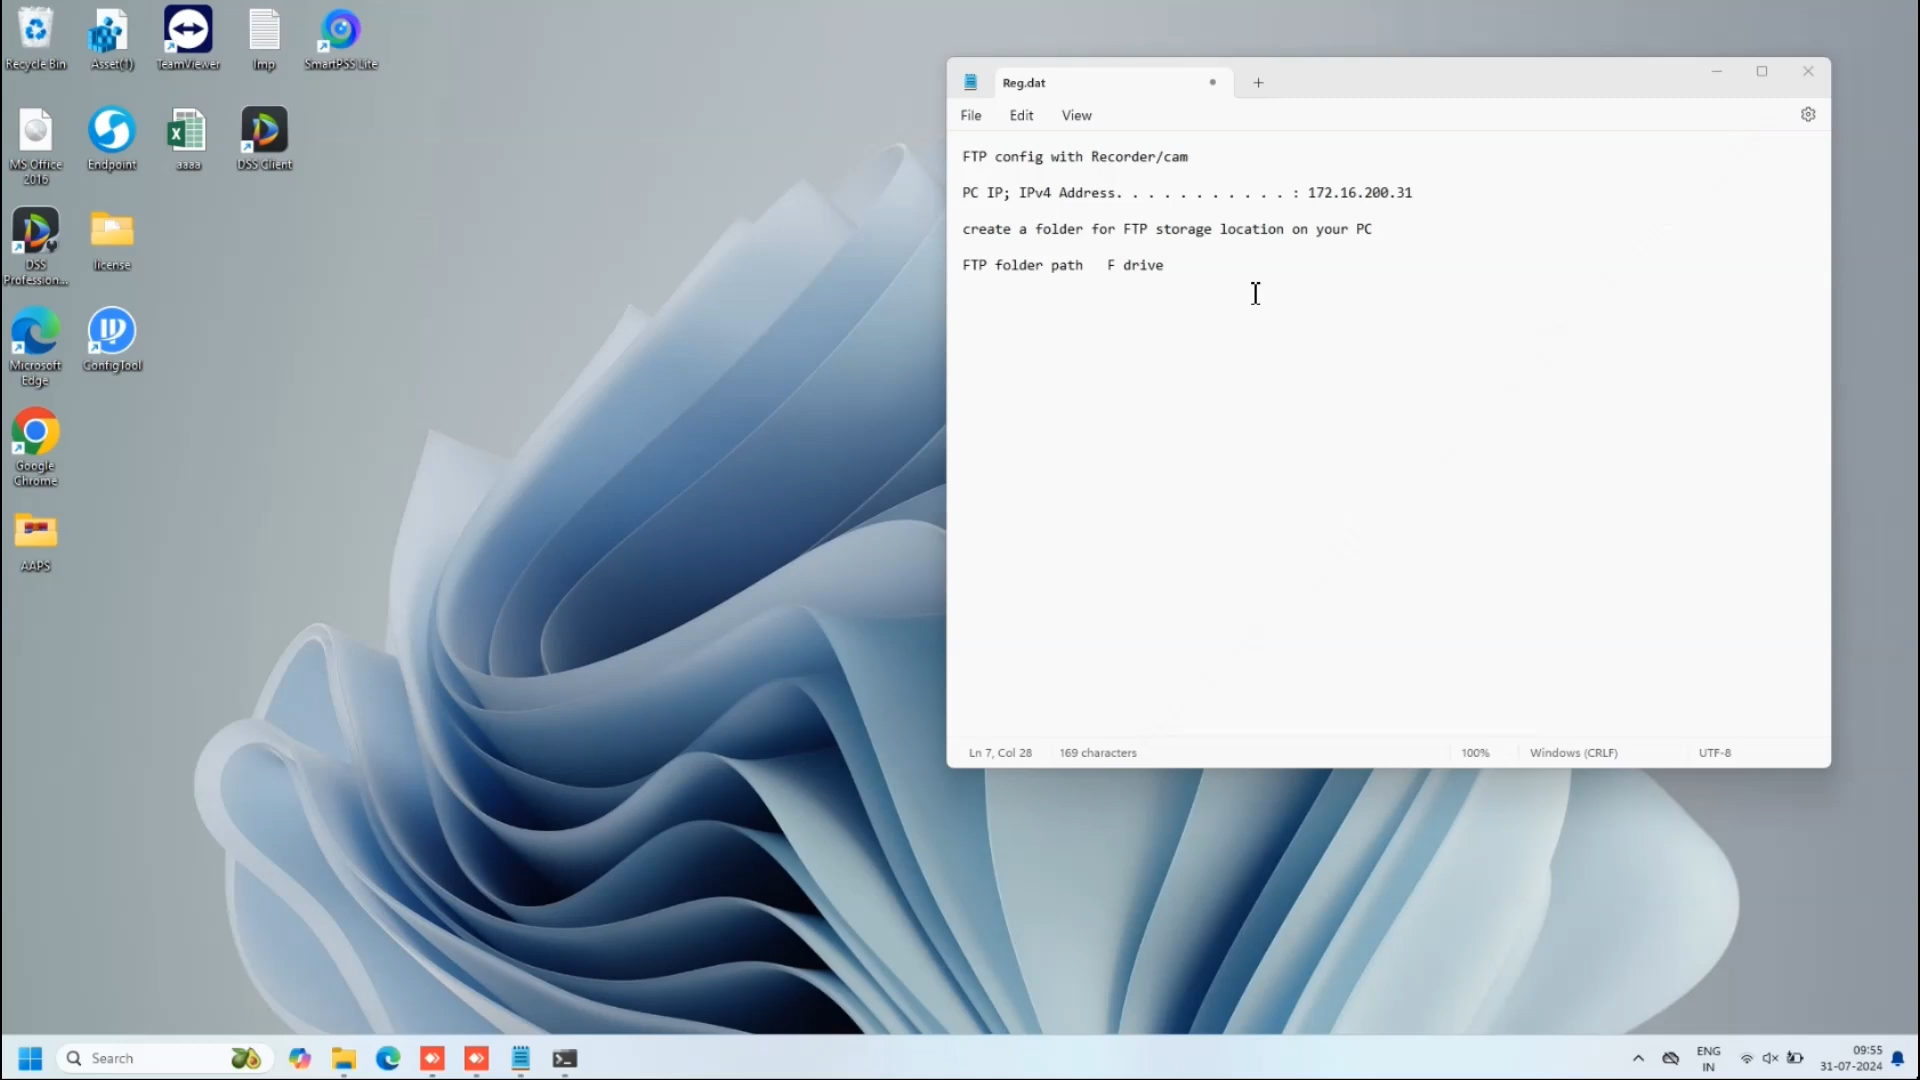 Recycle Bin
Asset(1)
TeamViewer
Imp
SmartPSS Lite
MS Office
2016
Endpoint
aaaa
DSS Client
DSS
Profession...
license
Microsoft
Edge
ConfigTool
Google
Chrome
AAPS
Reg.dat
File Edit View
FTP config with Recorder/cam
PC IP; IPv4 Address. . . . . . . . . . . : 172.16.200.31
create a folder for FTP storage location on your PC
FTP folder path   F drive
Ln 7, Col 28 169 characters 100% Windows (CRLF) UTF-8
Search
ENG
IN
09:55
31-07-2024